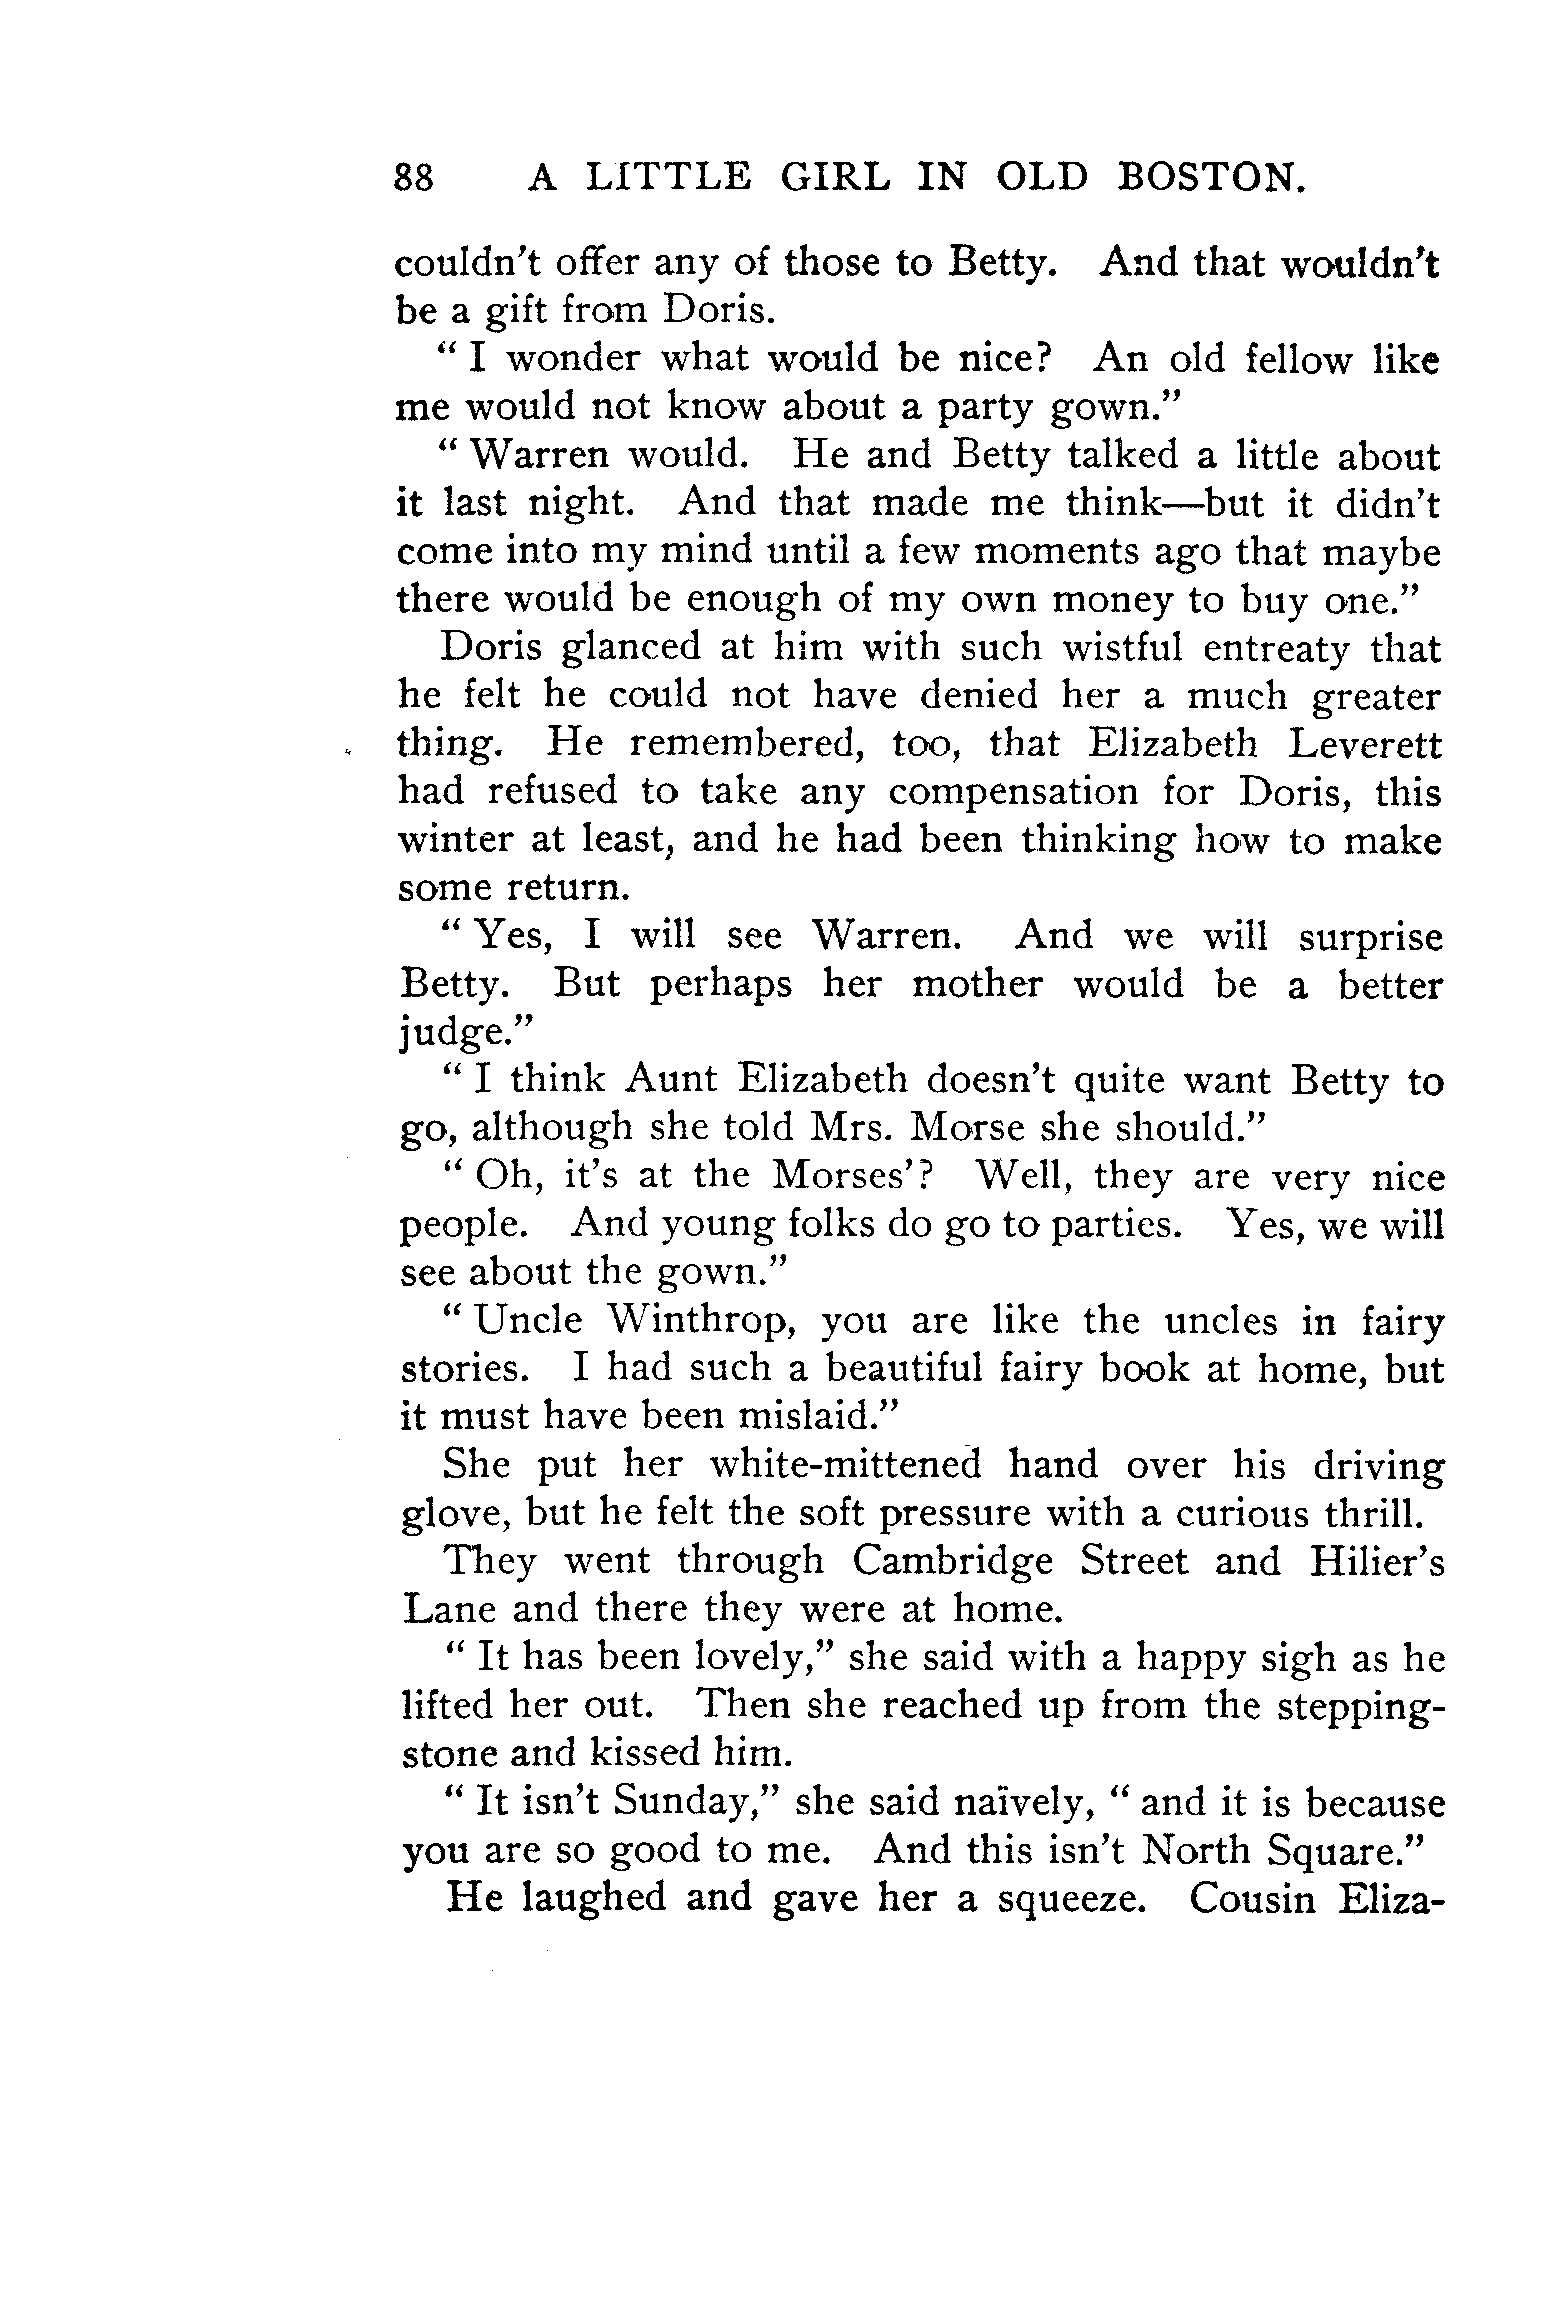 88 A LITTLE GIRL IN OLD BOSTON.
couldn't offer any of those to Betty. And that wouldn't
be a gift from Doris.
" I wonder what would be nice? An old fellow like
me would not know about a party gown."
" Warren would. He and Betty talked a little about
it last night. And that made me think—but it didn't
come into my mind until a few moments ago that maybe
there would be enough of my own money to buy one."
Doris glanced at him with such wistful entreaty that
he felt he could not have denied her a much greater
thing. He remembered, too, that Elizabeth Leverett
had refused to take any compensation for Doris, this
winter at least, and he had been thinking how to make
some return.
" Yes, I will see Warren. And we will surprise
Betty. But perhaps her mother would be a better
judge."
" I think Aunt Elizabeth doesn't quite want Betty to
go, although she told Mrs. Morse she should."
" Oh, it's at the Morses'? Well, they are very nice
people. And young folks do go to parties. Yes, we will
see about the gown."
" Uncle Winthrop, you are like the uncles in fairy
stories. I had such a beautiful fairy book at home, but
it must have been mislaid."
She put her white-mittened hand over his driving
glove, but he felt the soft pressure with a curious thrill.
They went through Cambridge Street and Hilier's
Lane and there they were at home.
" It has been lovely," she said with a happy sigh as he
lifted her out. Then she reached up from the stepping-
stone and kissed him.
" It isn't Sunday," she said naïvely, " and it is because
you are so good to me. And this isn't North Square."
He laughed and gave her a squeeze. Cousin Eliza-